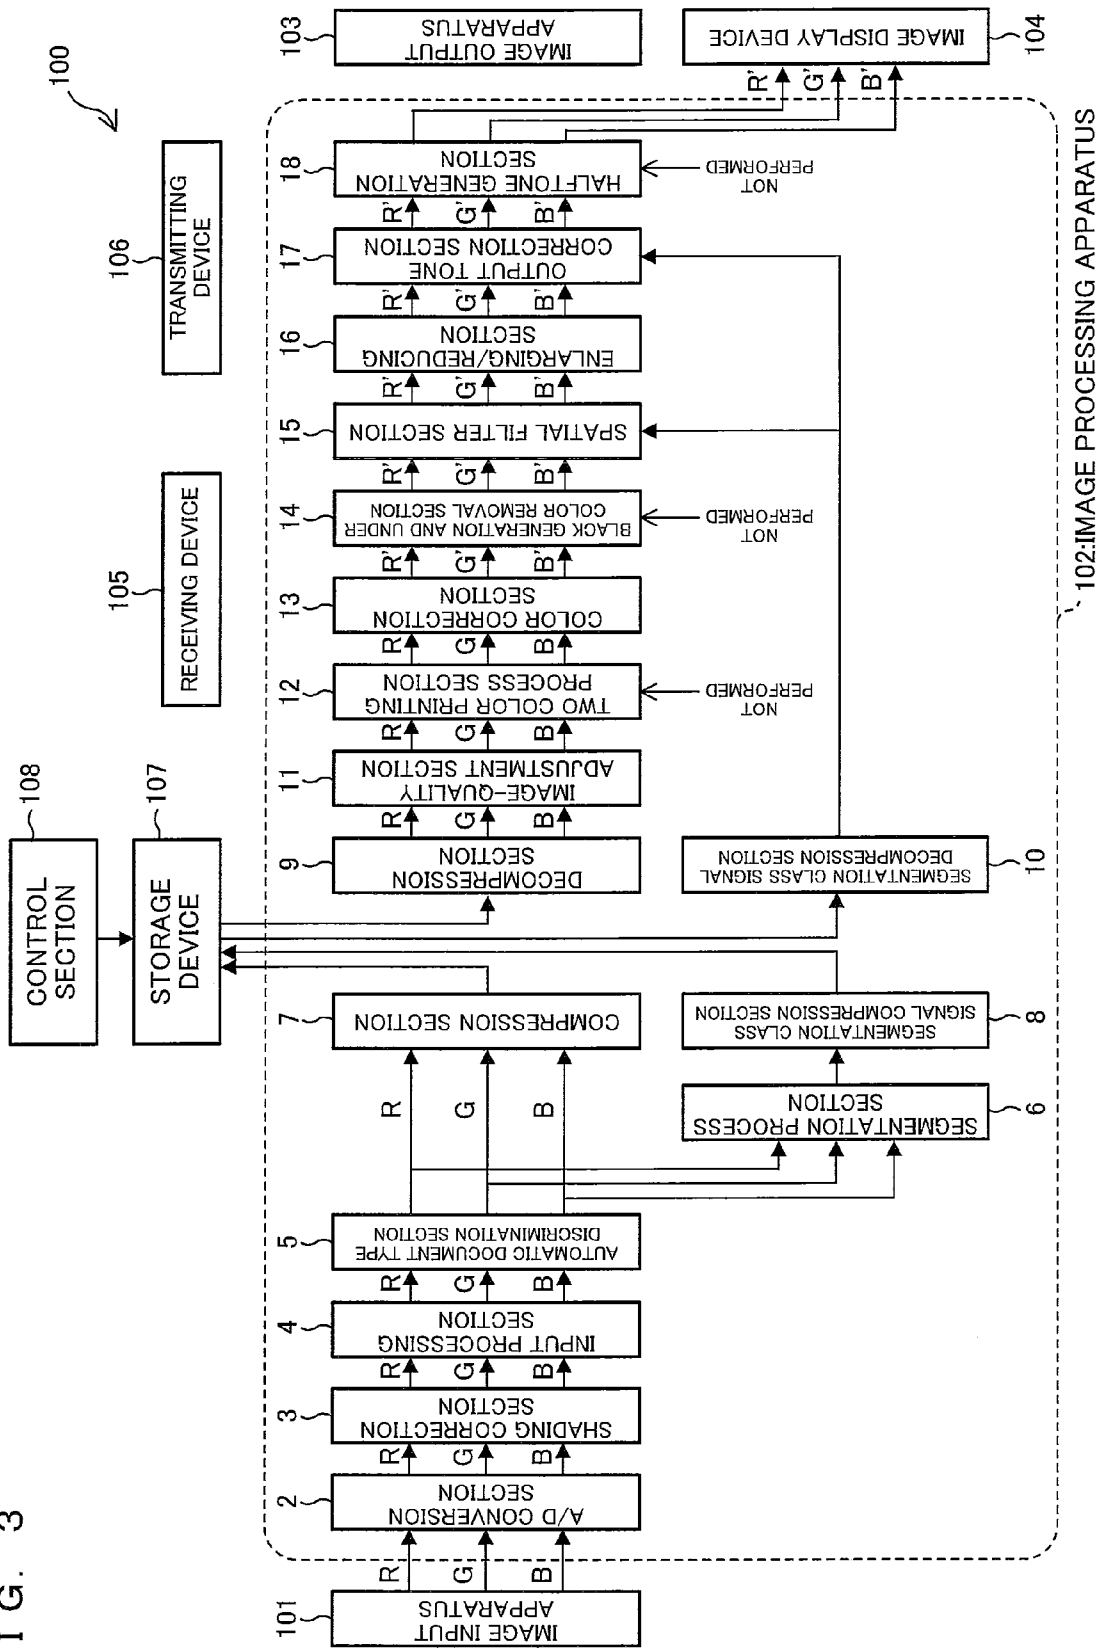 FIG. 3
100
CONTROL
SECTION
108
STORAGE
DEVICE
107
RECEIVING DEVICE
105
TRANSMITTING
DEVICE
106
IMAGE INPUT
APPARATUS
101
R
G
B
A/D CONVERSION
SECTION
2
R
G
B
SHADING CORRECTION
SECTION
3
R
G
B
INPUT PROCESSING
SECTION
4
R
G
B
AUTOMATIC DOCUMENT TYPE
DISCRIMINATION SECTION
5
R
G
B
SEGMENTATION PROCESS
SECTION
6
COMPRESSION SECTION
7
SEGMENTATION CLASS
SIGNAL COMPRESSION SECTION
8
DECOMPRESSION
SECTION
9
SEGMENTATION CLASS SIGNAL
DECOMPRESSION SECTION
10
R
G
B
IMAGE-QUALITY
ADJUSTMENT SECTION
11
R
G
B
TWO COLOR PRINTING
PROCESS SECTION
12
NOT
PERFORMED
R
G
B
COLOR CORRECTION
SECTION
13
R'
G'
B'
BLACK GENERATION AND UNDER
COLOR REMOVAL SECTION
14
NOT
PERFORMED
R'
G'
B'
SPATIAL FILTER SECTION
15
R'
G'
B'
ENLARGING/REDUCING
SECTION
16
R'
G'
B'
OUTPUT TONE
CORRECTION SECTION
17
R'
G'
B'
HALFTONE GENERATION
SECTION
18
NOT
PERFORMED
R'
G'
B'
IMAGE OUTPUT
APPARATUS
103
IMAGE DISPLAY DEVICE
104
102:IMAGE PROCESSING APPARATUS